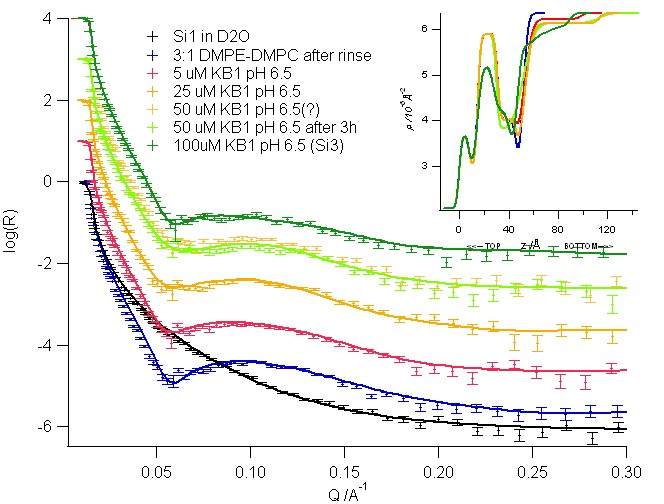 4
2
0
-2
-4
-6
log(R)
0.05
0.10
0.15
0.20
0.25
0.30
Q /A-1
Si1 in D2O
3:1 DMPE-DMPC after rinse
5 uM KB1 pH 6.5
25 uM KB1 pH 6.5
50 uM KB1 pH 6.5(?)
50 uM KB1 pH 6.5 after 3h
100uM KB1 pH 6.5 (Si3)
6
5
4
3
0
40
80
120
<<-- TOP
BOTTOM-->>